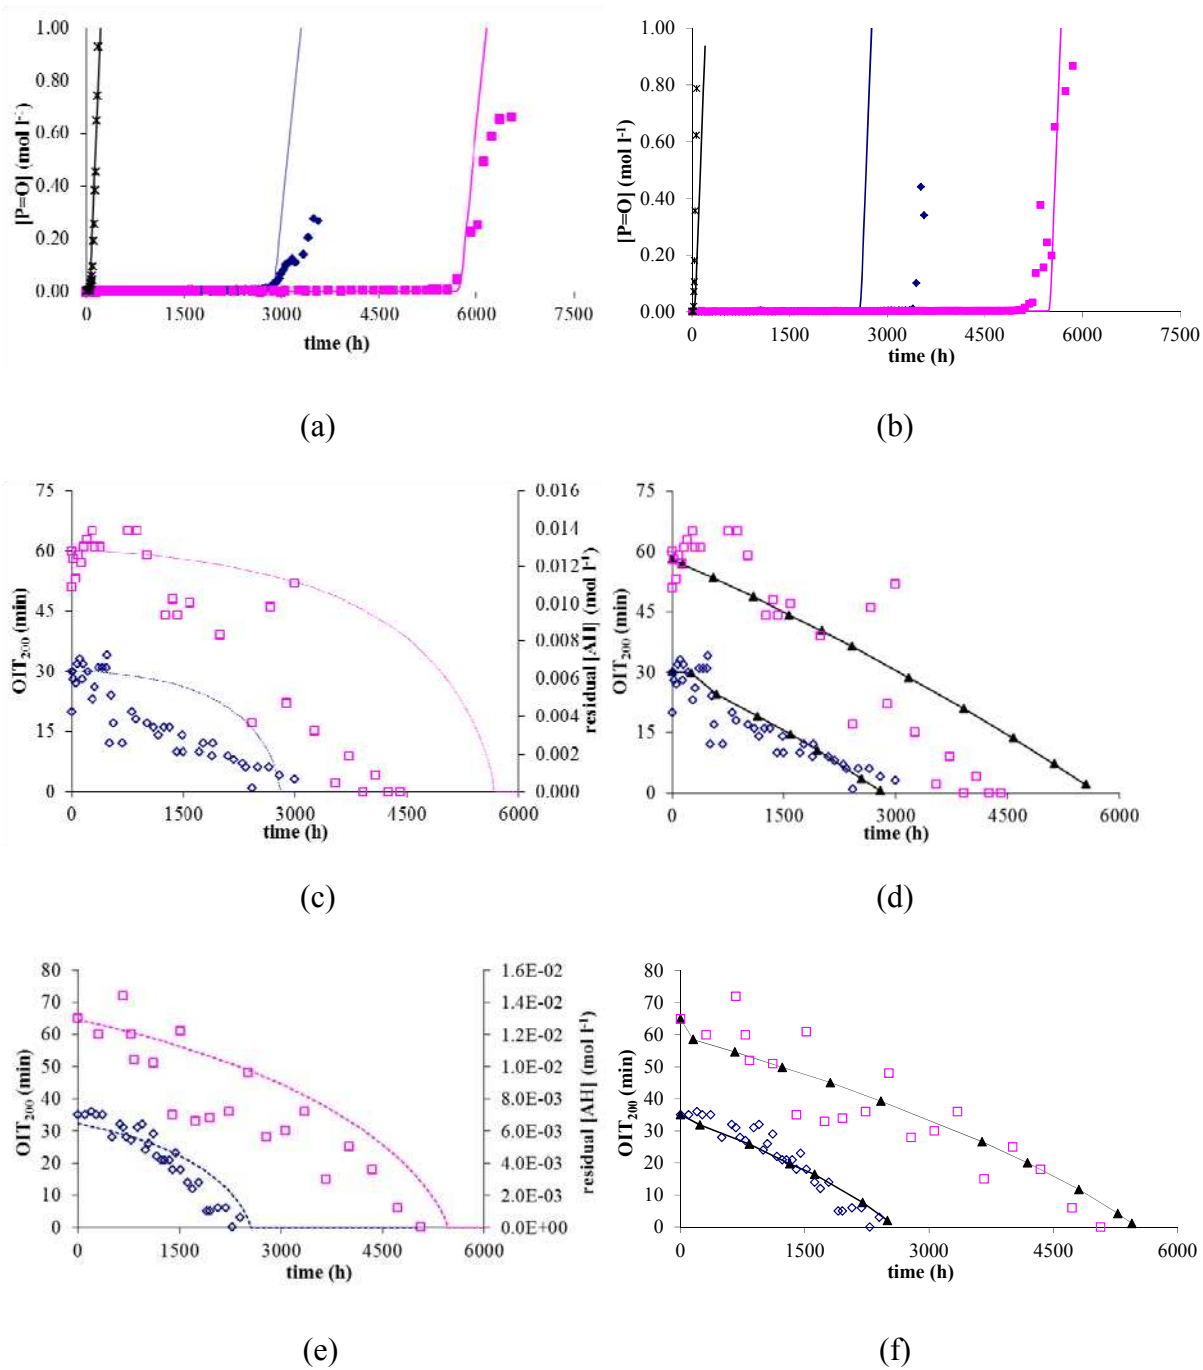 1.00
0.80
0.60
0.40
0.20
0.00
[P=O] (mol l⁻¹)
0 1500 3000 4500 6000 7500
time (h)
(a)
1.00
0.80
0.60
0.40
0.20
0.00
[P=O] (mol l⁻¹)
0 1500 3000 4500 6000 7500
time (h)
(b)
75
60
45
30
15
0
OIT₂₀₀ (min)
0.016
0.014
0.012
0.010
0.008
0.006
0.004
0.002
0.000
residual [AH] (mol l⁻¹)
0 1500 3000 4500 6000
time (h)
(c)
75
60
45
30
15
0
OIT₂₀₀ (min)
0 1500 3000 4500 6000
time (h)
(d)
80
70
60
50
40
30
20
10
0
OIT₂₀₀ (min)
1.6E-02
1.4E-02
1.2E-02
1.0E-02
8.0E-03
6.0E-03
4.0E-03
2.0E-03
0.0E+00
residual [AH] (mol l⁻¹)
0 1500 3000 4500 6000
time (h)
(e)
80
70
60
50
40
30
20
10
0
OIT₂₀₀ (min)
0 1500 3000 4500 6000
time (h)
(f)